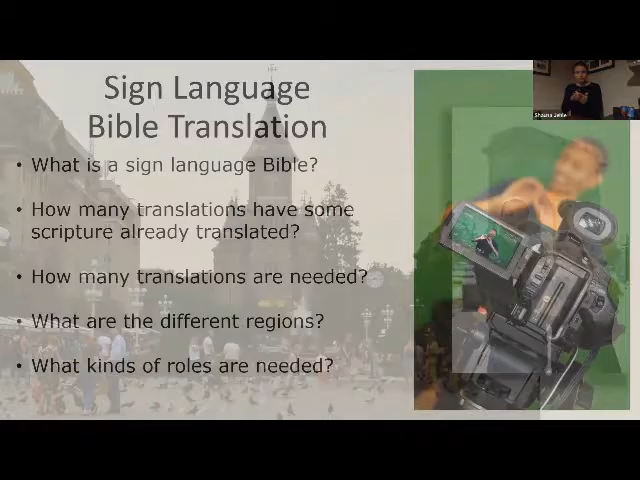 Sign Language
Bible Translation
• What is a sign language Bible?
• How many translations have some
scripture already translated?
• How many translations are needed?
• What are the different regions?
• What kinds of roles are needed?